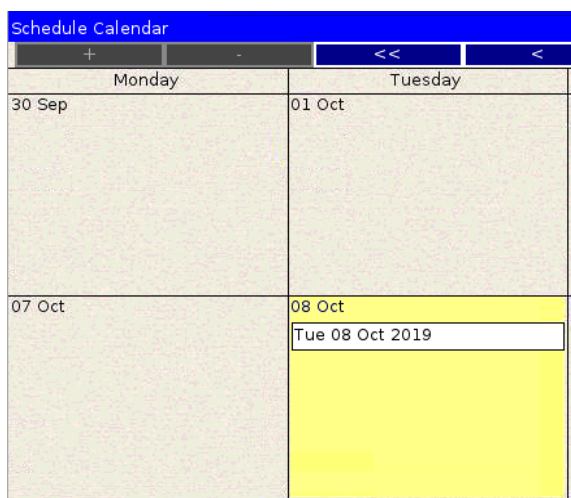 Schedule Calendar
+ - << <
Monday Tuesday
30 Sep 01 Oct
07 Oct 08 Oct
Tue 08 Oct 2019